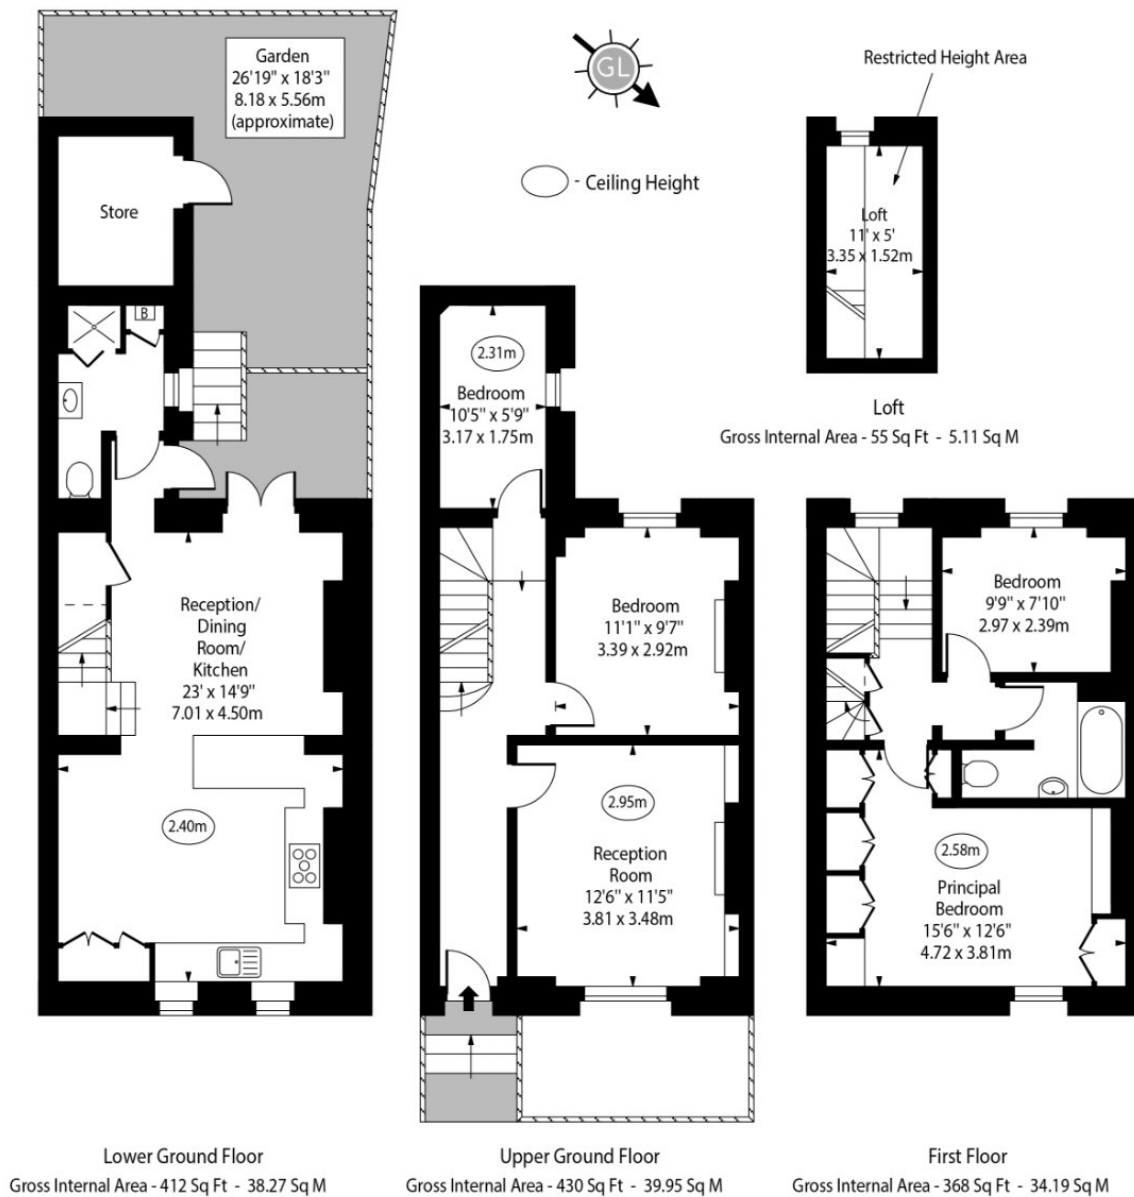 Garden
26'19" x 18'3"
8.18 x 5.56m
(approximate)
GL
Restricted Height Area
- Ceiling Height
Store
Loft
11' x 5'
3.35 x 1.52m
B
2.31m
Bedroom
10'5" x 5'9"
3.17 x 1.75m
Loft
Gross Internal Area - 55 Sq Ft - 5.11 Sq M
Reception/
Dining
Room/
Kitchen
23' x 14'9"
7.01 x 4.50m
2.40m
Bedroom
11'1" x 9'7"
3.39 x 2.92m
2.95m
Reception
Room
12'6" x 11'5"
3.81 x 3.48m
Bedroom
9'9" x 7'10"
2.97 x 2.39m
2.58m
Principal
Bedroom
15'6" x 12'6"
4.72 x 3.81m
Lower Ground Floor
Gross Internal Area - 412 Sq Ft - 38.27 Sq M
Upper Ground Floor
Gross Internal Area - 430 Sq Ft - 39.95 Sq M
First Floor
Gross Internal Area - 368 Sq Ft - 34.19 Sq M